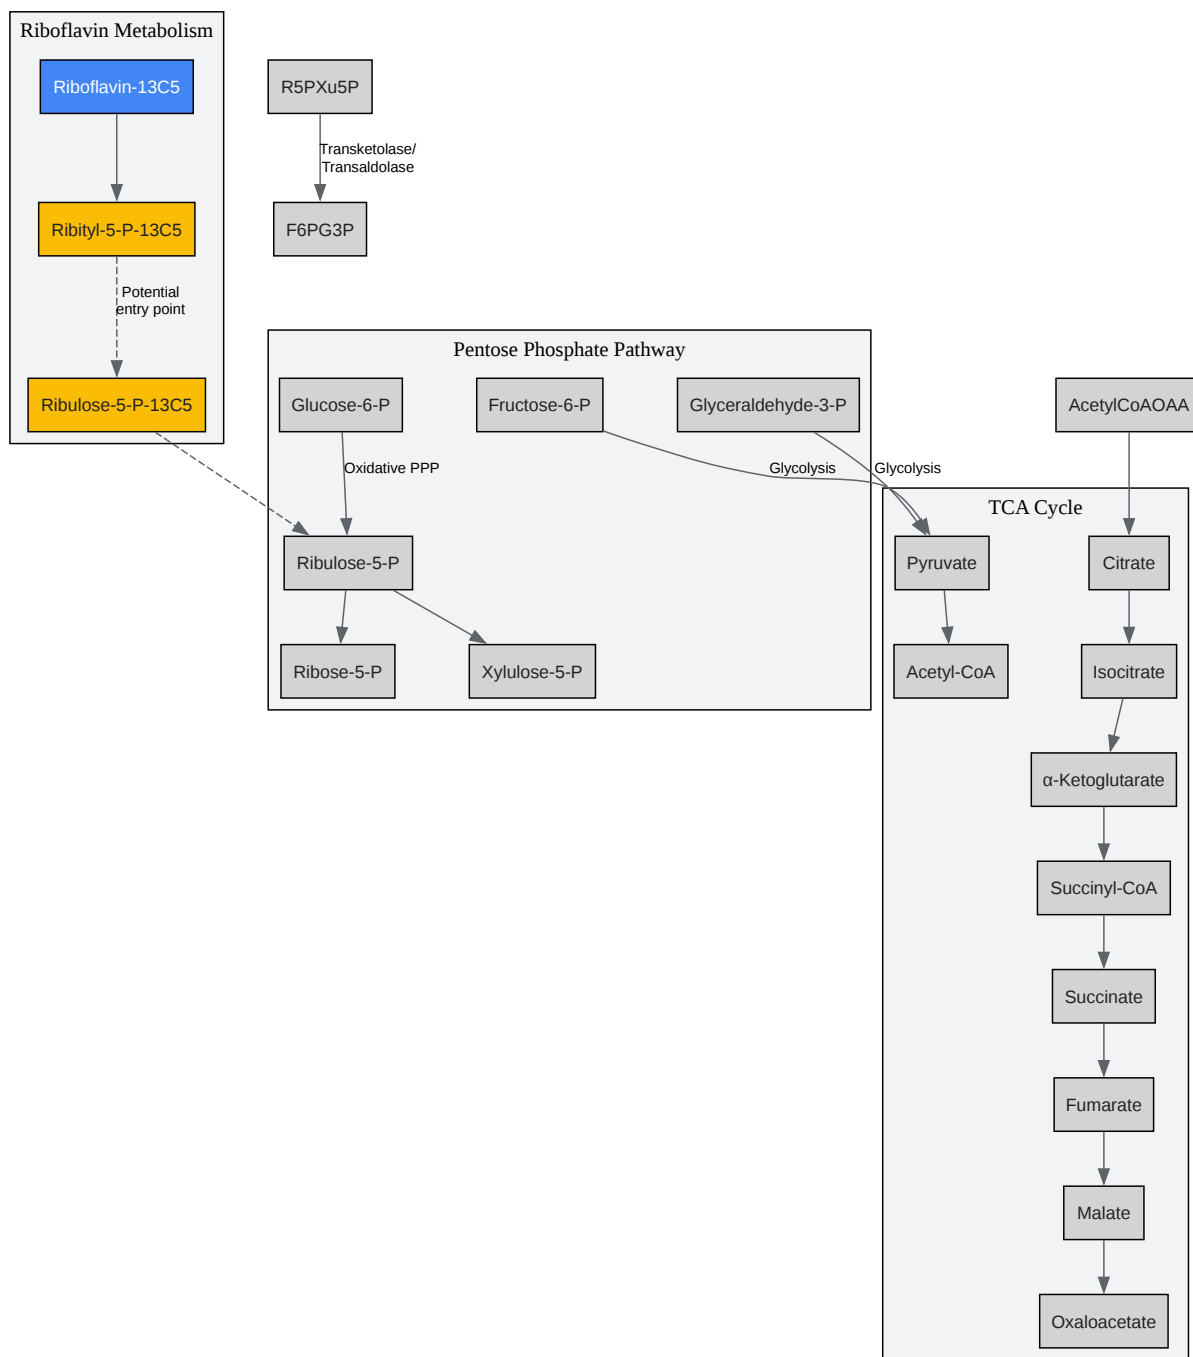 Riboflavin Metabolism
Riboflavin-13C5
Ribityl-5-P-13C5
Potential
entry point
Ribulose-5-P-13C5
R5PXu5P
Transketolase/
Transaldolase
F6PG3P
Pentose Phosphate Pathway
Glucose-6-P
Fructose-6-P
Glyceraldehyde-3-P
Oxidative PPP
Glycolysis
Glycolysis
Ribulose-5-P
Ribose-5-P
Xylulose-5-P
AcetylCoAOAA
TCA Cycle
Pyruvate
Citrate
Acetyl-CoA
Isocitrate
α-Ketoglutarate
Succinyl-CoA
Succinate
Fumarate
Malate
Oxaloacetate